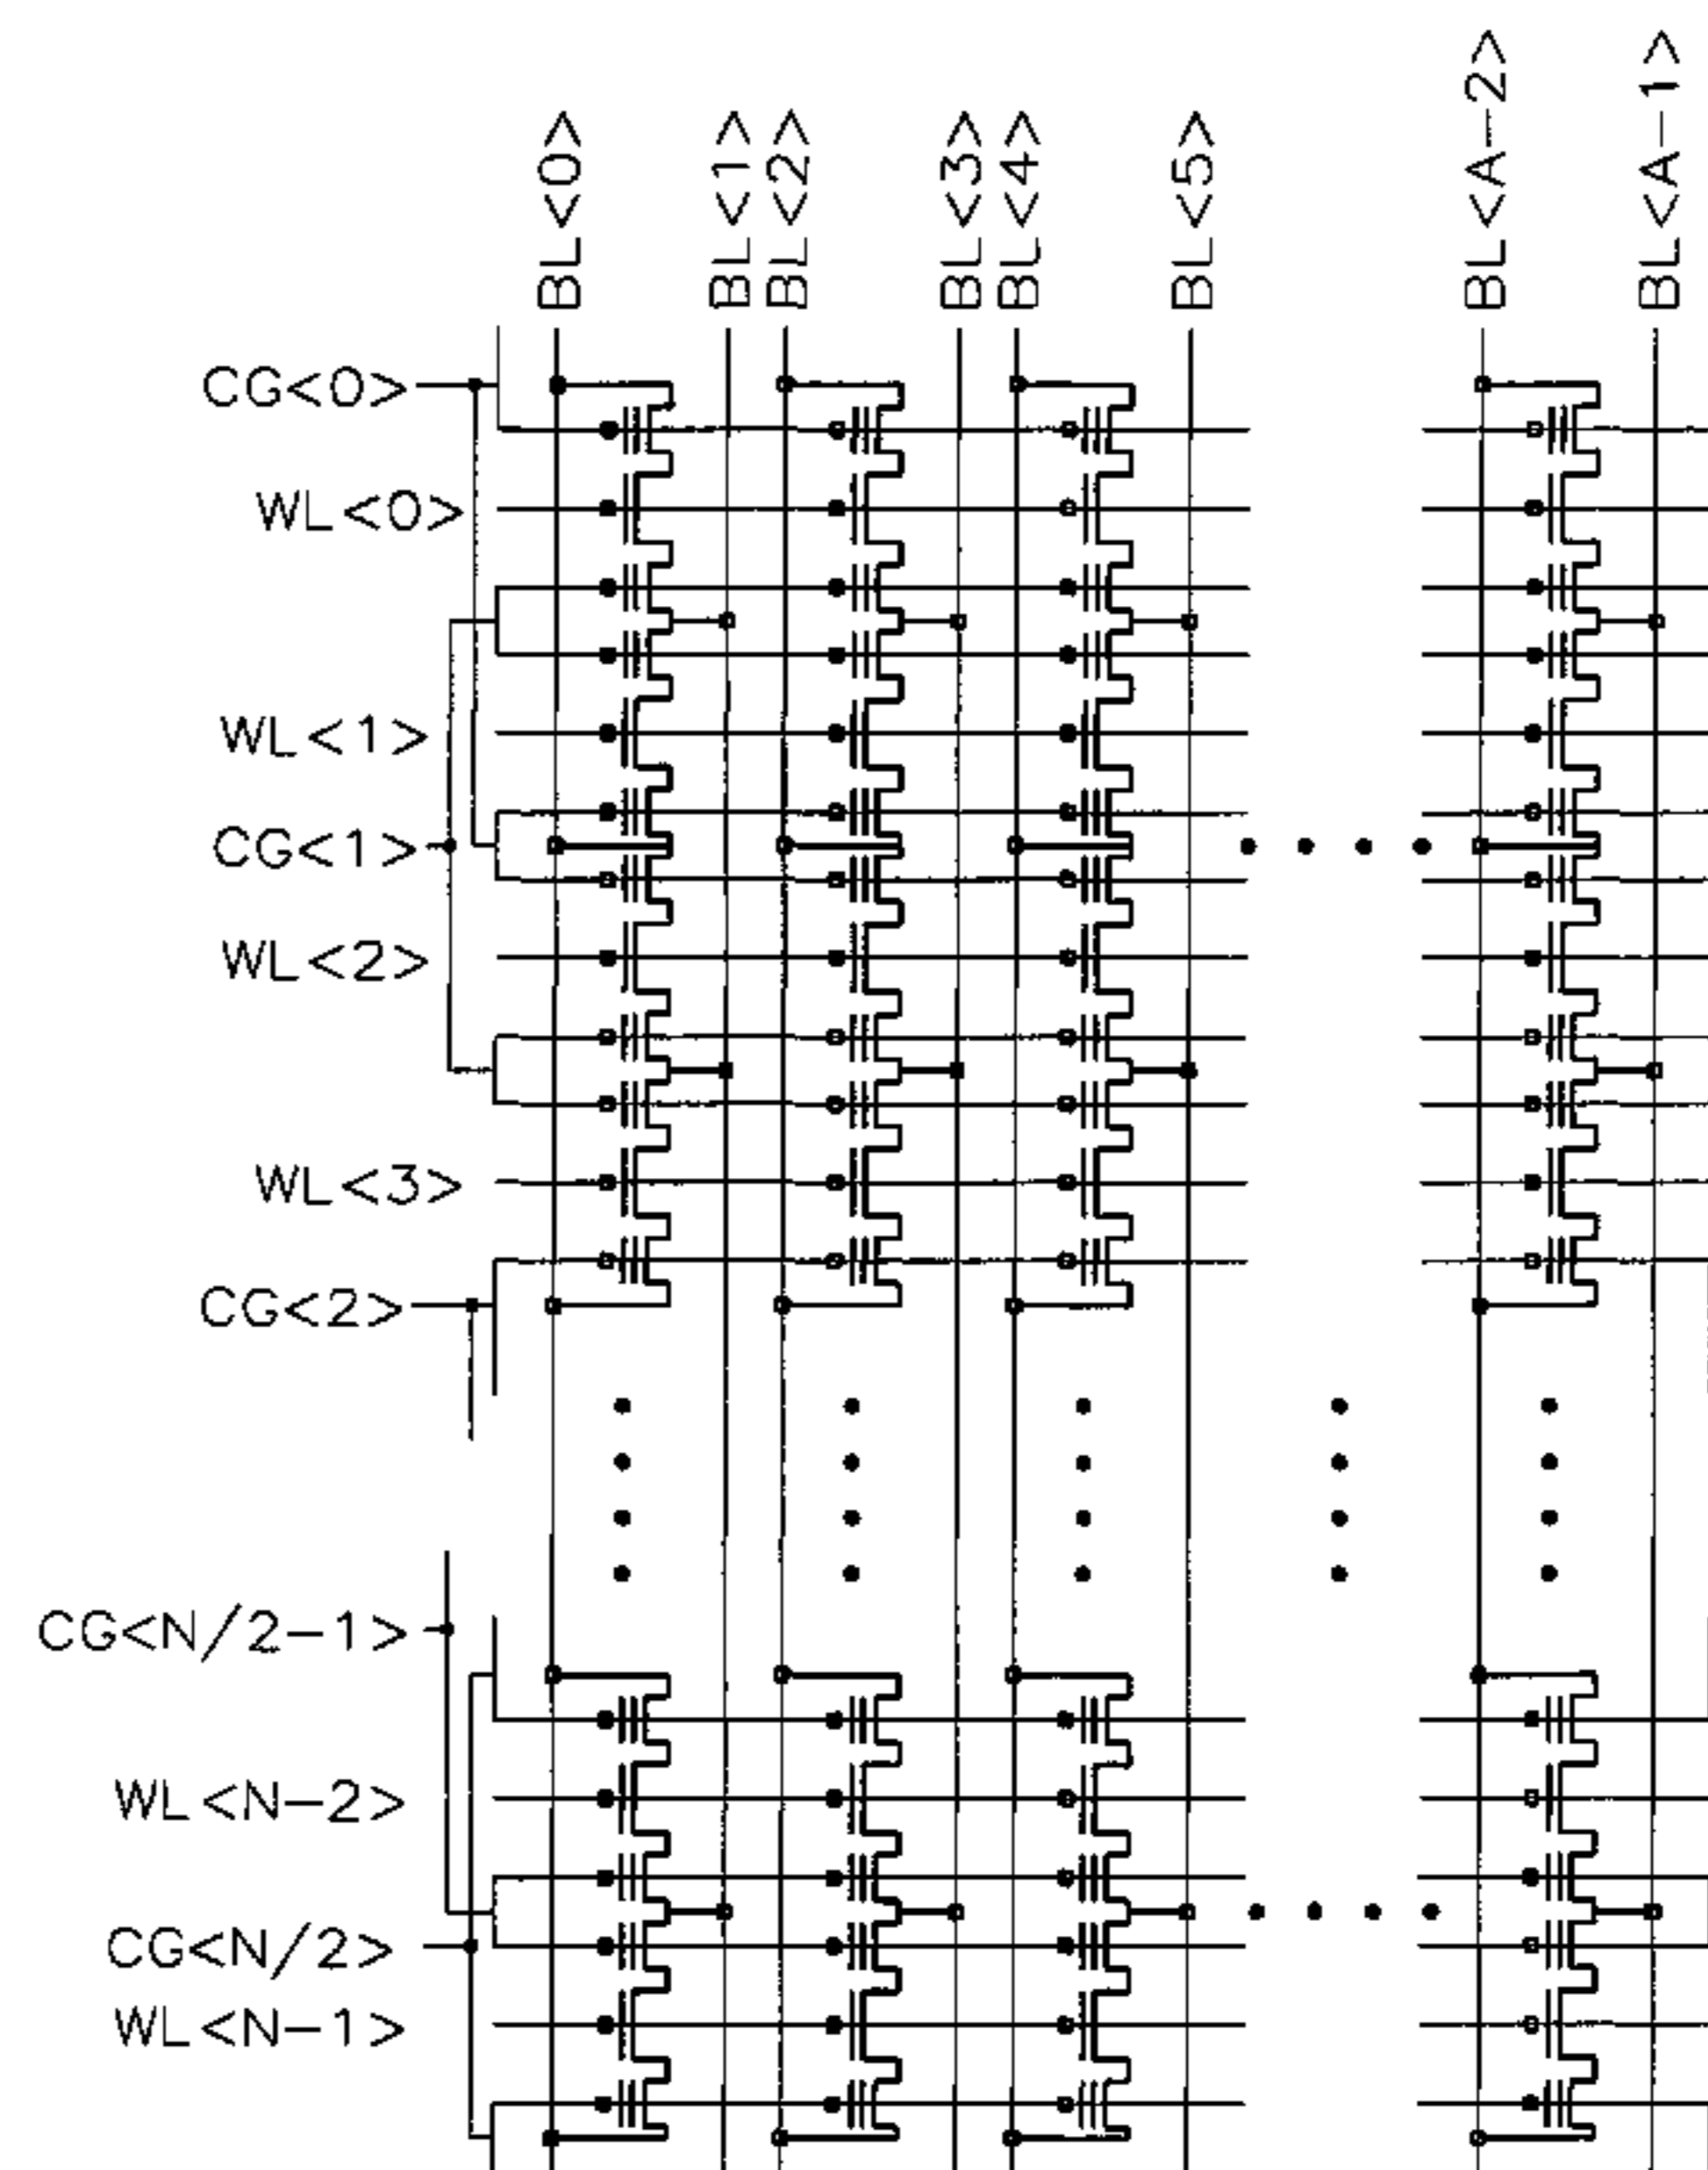 BL<0>
BL<1>
BL<2>
BL<3>
BL<4>
BL<5>
BL<A-2>
BL<A-1>
CG<0>
WL<0>
WL<1>
CG<1>
WL<2>
WL<3>
CG<2>
CG<N/2-1>
WL<N-2>
CG<N/2>
WL<N-1>